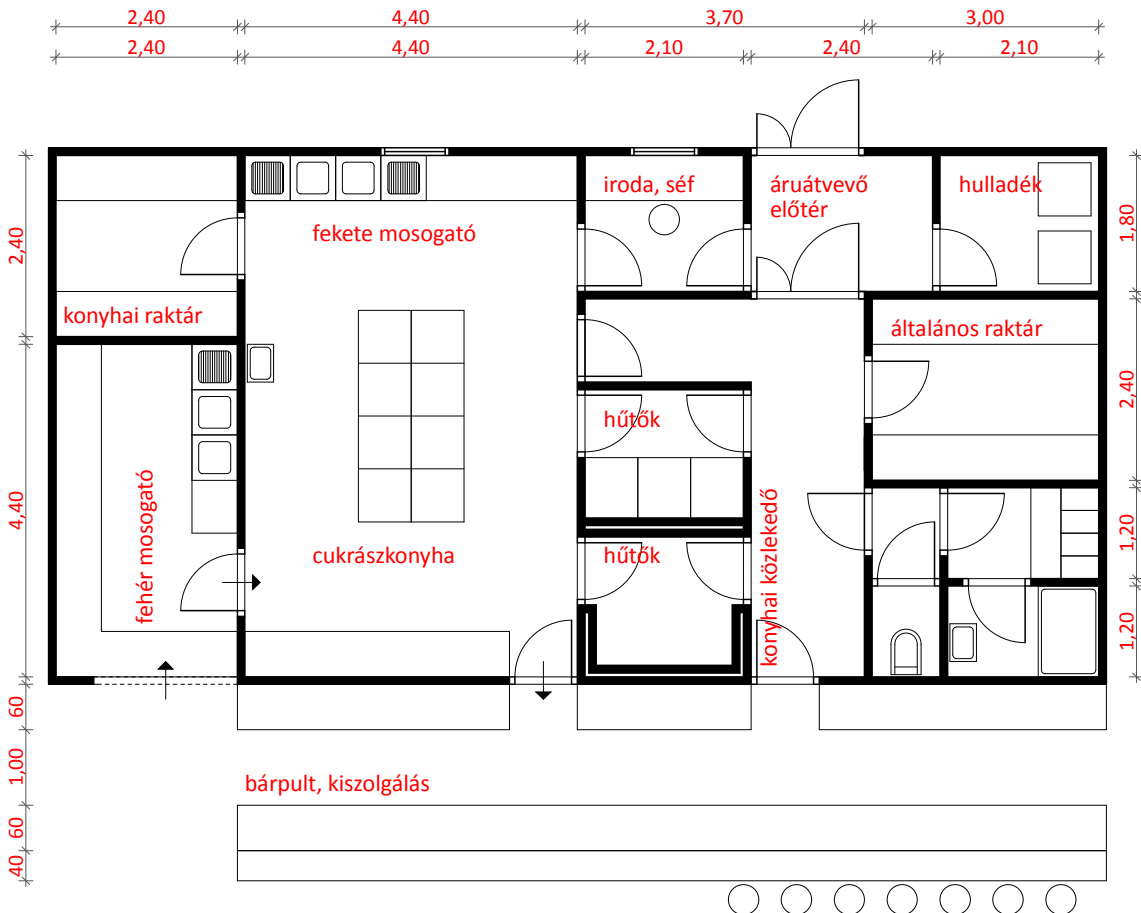 2,40
4,40
3,70
3,00
2,40
4,40
2,10
2,40
2,10
iroda, séf
áruátvevő
előtér
hulladék
1,80
2,40
fekete mosogató
konyhai raktár
általános raktár
2,40
hűtők
4,40
fehér mosogató
cukrászkonyha
hűtők
konyhai közlekedő
1,20
1,20
60
1,00
bárpult, kiszolgálás
60
40